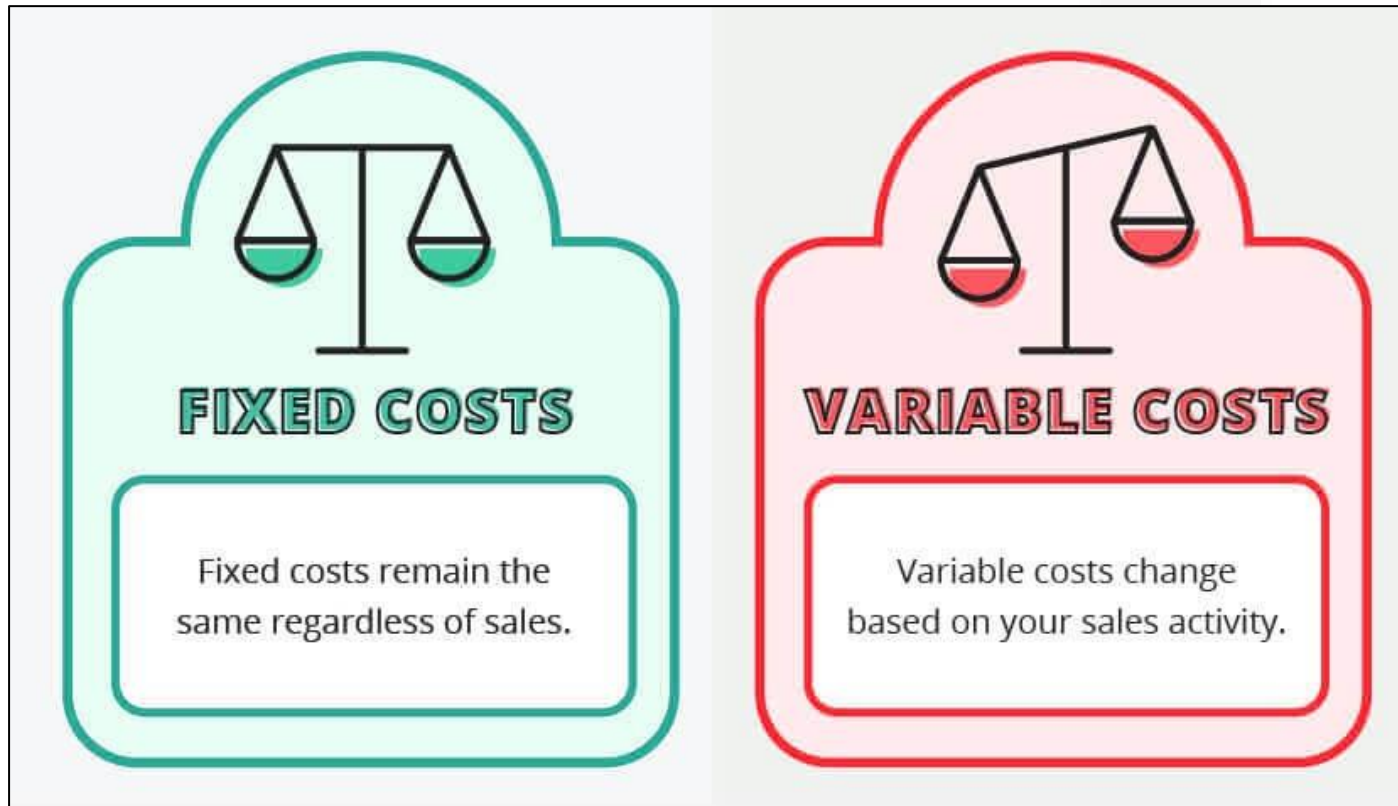 FIXED COSTS
Fixed costs remain the
same regardless of sales.
VARIABLE COSTS
Variable costs change
based on your sales activity.